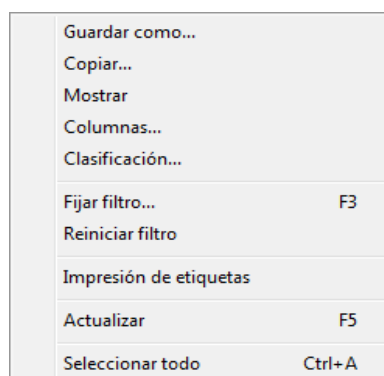 Guardar como...
Copiar...
Mostrar
Columnas...
Clasificación...
Fijar filtro... F3
Reiniciar filtro
Impresión de etiquetas
Actualizar F5
Seleccionar todo Ctrl+A